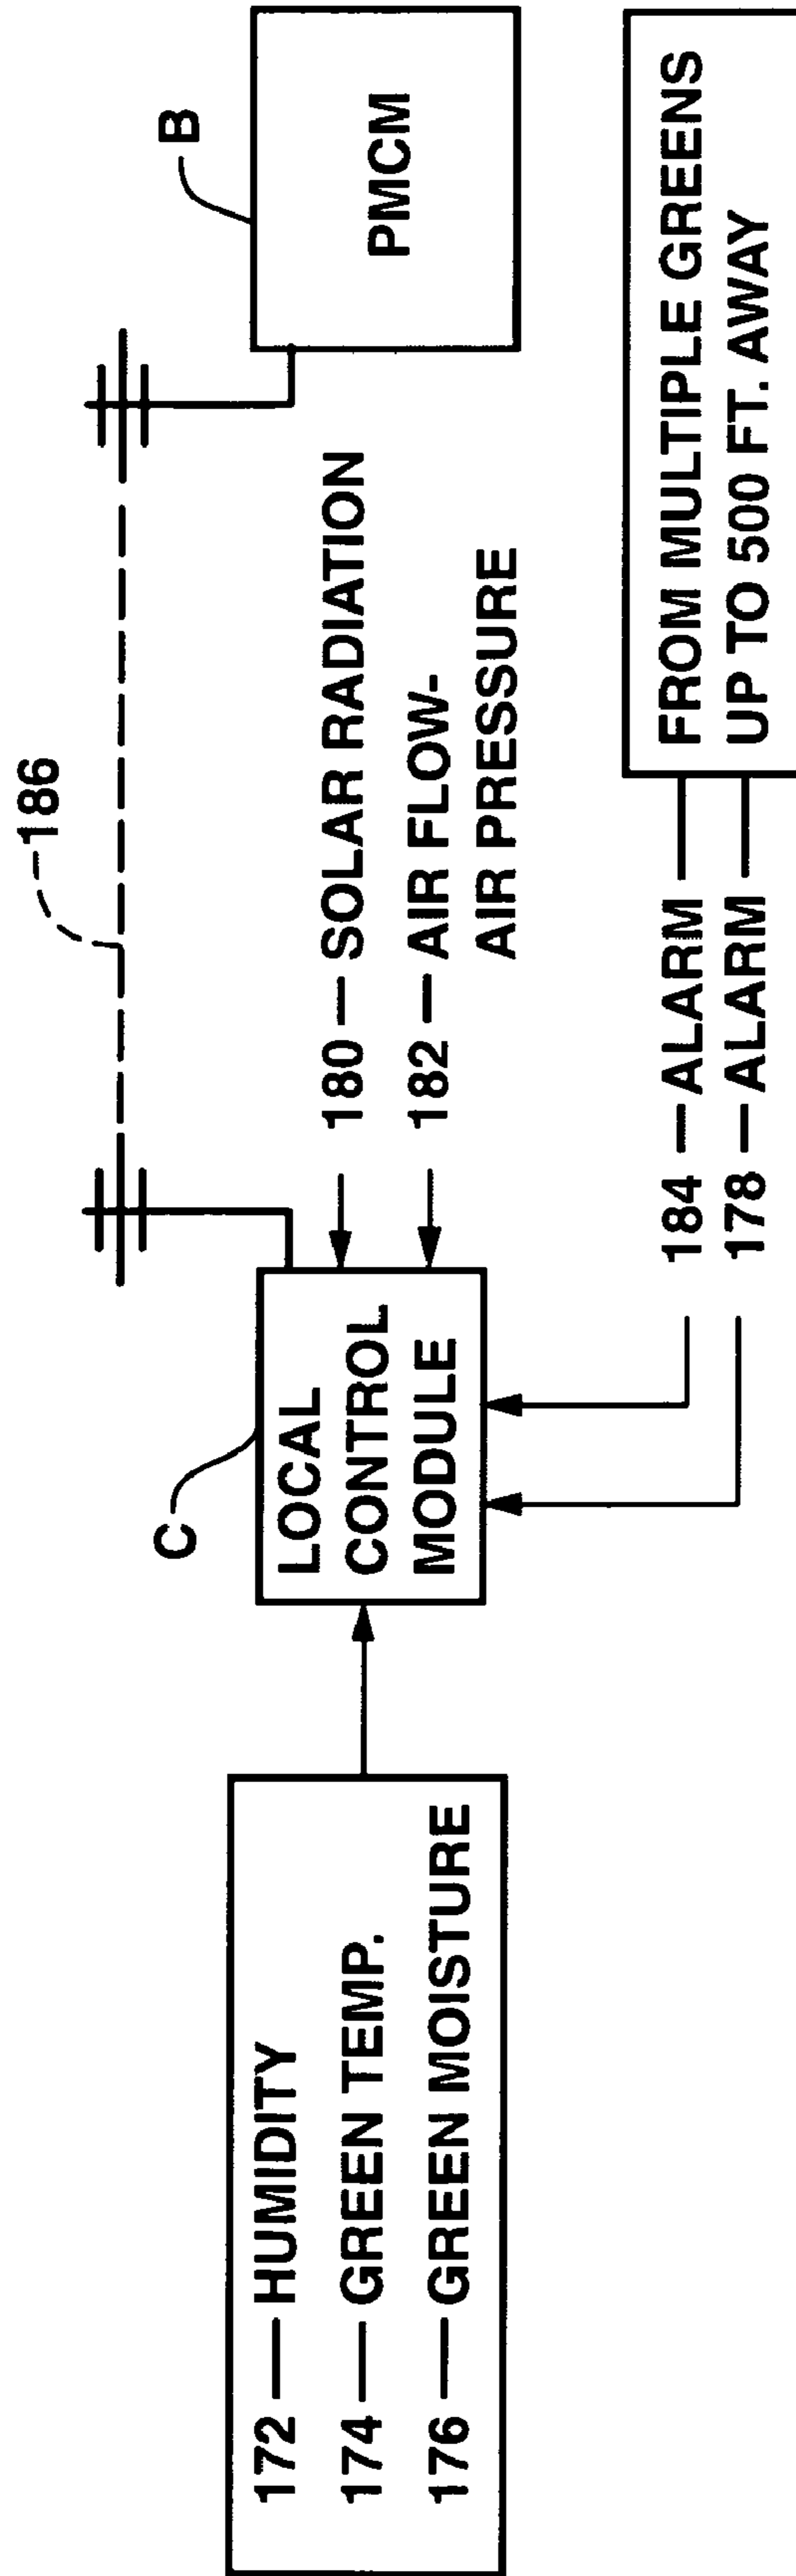 186
B
PMCM
C
LOCAL
CONTROL
MODULE
180 — SOLAR RADIATION
182 — AIR FLOW-
AIR PRESSURE
172 — HUMIDITY
174 — GREEN TEMP.
176 — GREEN MOISTURE
184 — ALARM
178 — ALARM
FROM MULTIPLE GREENS
UP TO 500 FT. AWAY